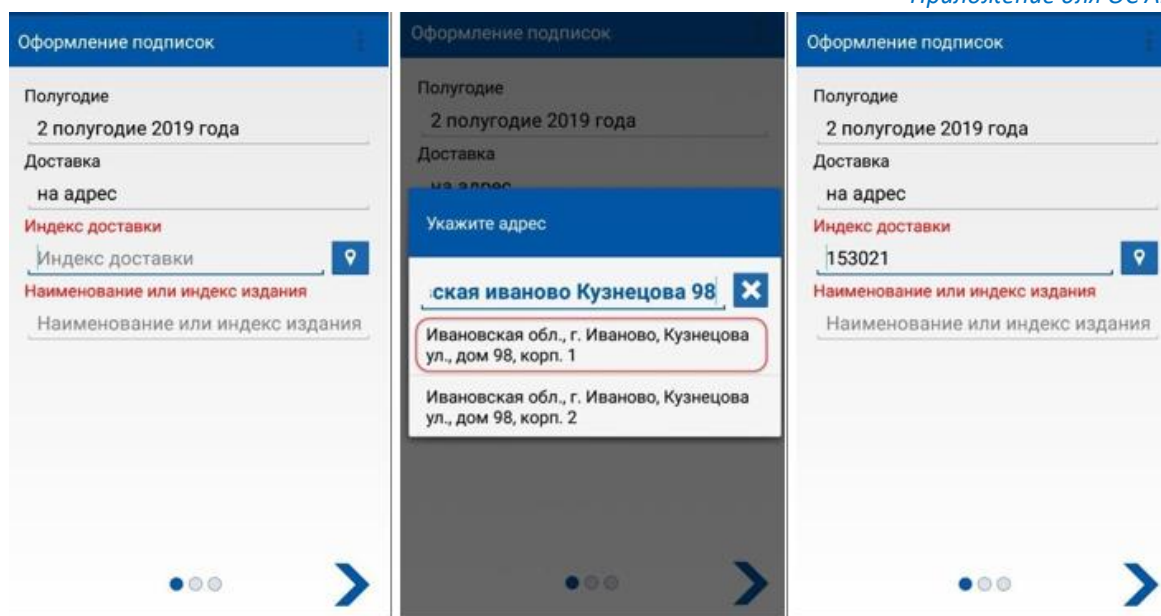 Приложение для ОС А
Оформление подписок
Полугодие
2 полугодие 2019 года
Доставка
на адрес
Индекс доставки
Индекс доставки
Наименование или индекс издания
Наименование или индекс издания
Оформление подписок
Полугодие
2 полугодие 2019 года
Доставка
на адрес
Укажите адрес
ская иваново Кузнецова 98
Ивановская обл., г. Иваново, Кузнецова
ул., дом 98, корп. 1
Ивановская обл., г. Иваново, Кузнецова
ул., дом 98, корп. 2
Оформление подписок
Полугодие
2 полугодие 2019 года
Доставка
на адрес
Индекс доставки
153021
Наименование или индекс издания
Наименование или индекс издания